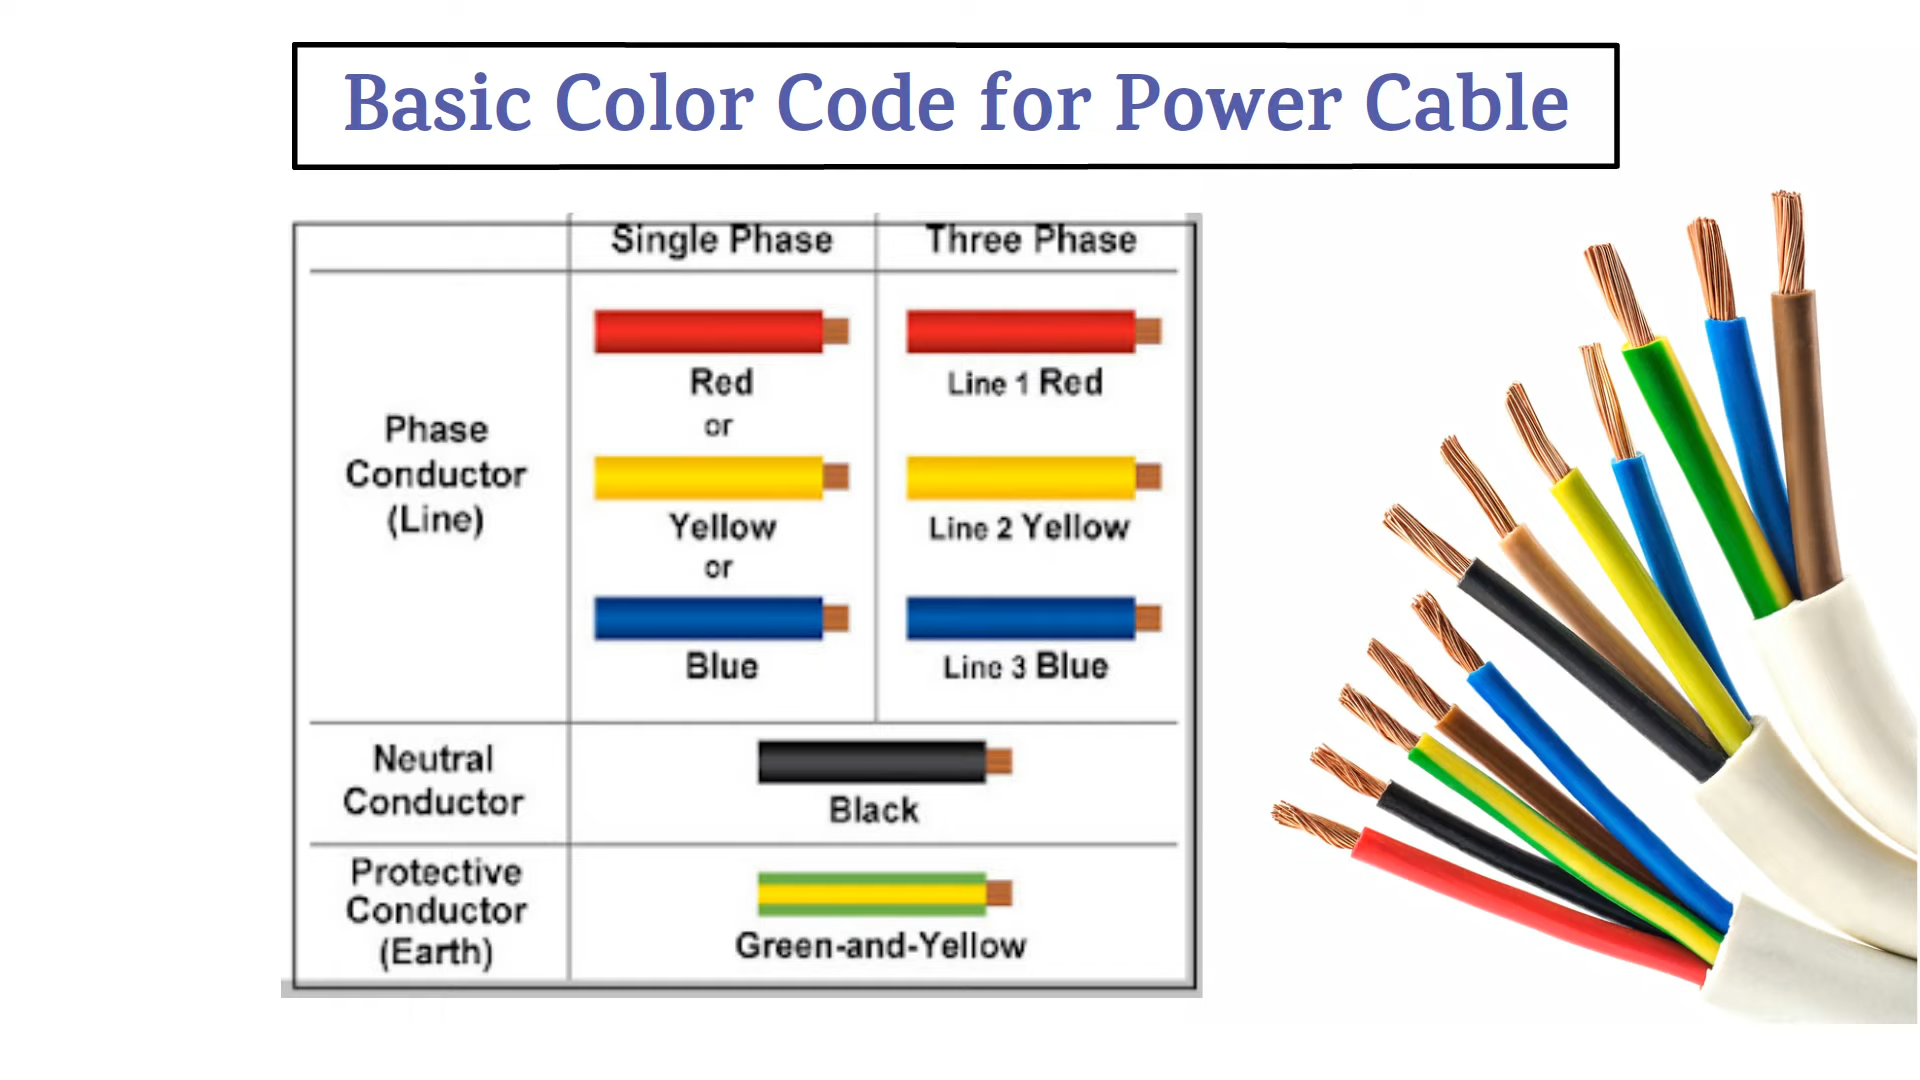 Basic Color Code for Power Cable
Single Phase
Three Phase
Phase
Conductor
(Line)
Red
or
Yellow
or
Blue
Line 1 Red
Line 2 Yellow
Line 3 Blue
Neutral
Conductor
Black
Protective
Conductor
(Earth)
Green-and-Yellow